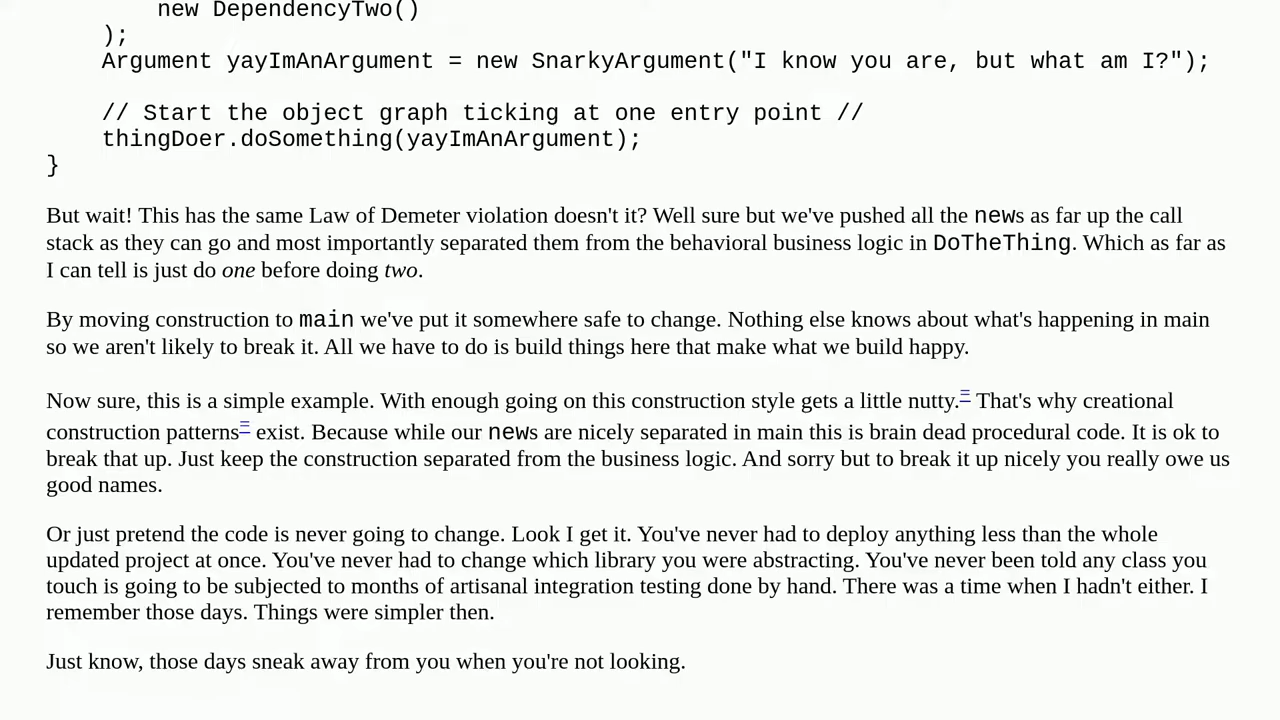 new DependencyTwo()
);
Argument yayImAnArgument = new SnarkyArgument("I know you are, but what am I?");
// Start the object graph ticking at one entry point //
thingDoer.doSomething(yayImAnArgument);
}
But wait! This has the same Law of Demeter violation doesn't it? Well sure but we've pushed all the news as far up the call
stack as they can go and most importantly separated them from the behavioral business logic in DoTheThing. Which as far as
I can tell is just do one before doing two.
By moving construction to main we've put it somewhere safe to change. Nothing else knows about what's happening in main
so we aren't likely to break it. All we have to do is build things here that make what we build happy.
Now sure, this is a simple example. With enough going on this construction style gets a little nutty.= That's why creational
construction patterns= exist. Because while our news are nicely separated in main this is brain dead procedural code. It is ok to
break that up. Just keep the construction separated from the business logic. And sorry but to break it up nicely you really owe us
good names.
Or just pretend the code is never going to change. Look I get it. You've never had to deploy anything less than the whole
updated project at once. You've never had to change which library you were abstracting. You've never been told any class you
touch is going to be subjected to months of artisanal integration testing done by hand. There was a time when I hadn't either. I
remember those days. Things were simpler then.
Just know, those days sneak away from you when you're not looking.